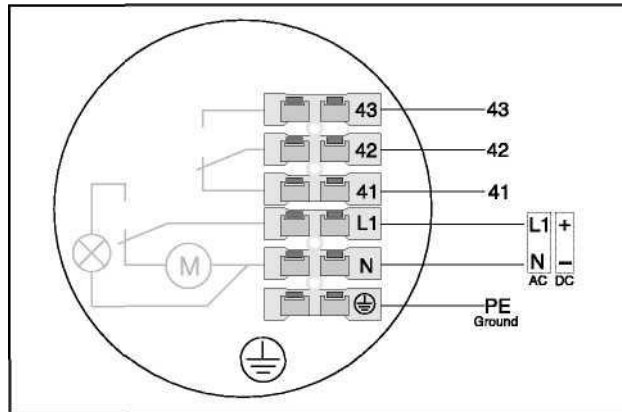 43 43
42 42
41 41
L1 L1 +
N N –
AC DC
M
PE
Ground